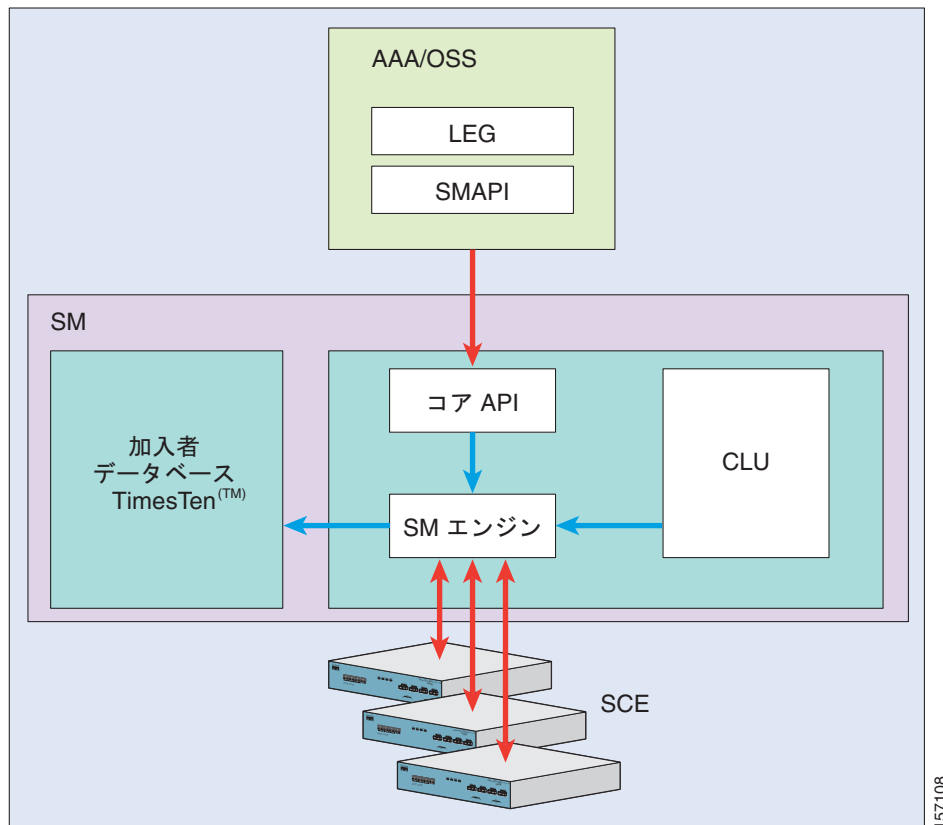 AAA/OSS
LEG
SMAPI
SM
加入者
データベース
TimesTen(TM)
コア API
SM エンジン
CLU
SCE
157108